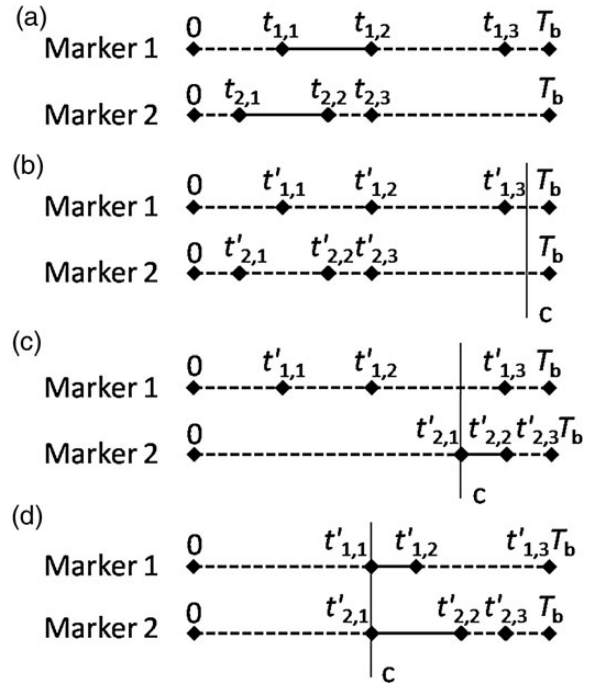 (a)
0 t1,1 t1,2 t1,3 Tb
Marker 1
0 t2,1 t2,2 t2,3 Tb
Marker 2
(b)
0 t'1,1 t'1,2 t'1,3 Tb
Marker 1
0 t'2,1 t'2,2 t'2,3 Tb
Marker 2
c
(c)
0 t'1,1 t'1,2 t'1,3 Tb
Marker 1
0 t'2,1 t'2,2 t'2,3 Tb
Marker 2
c
(d)
0 t'1,1 t'1,2 t'1,3 Tb
Marker 1
0 t'2,1 t'2,2 t'2,3 Tb
Marker 2
c